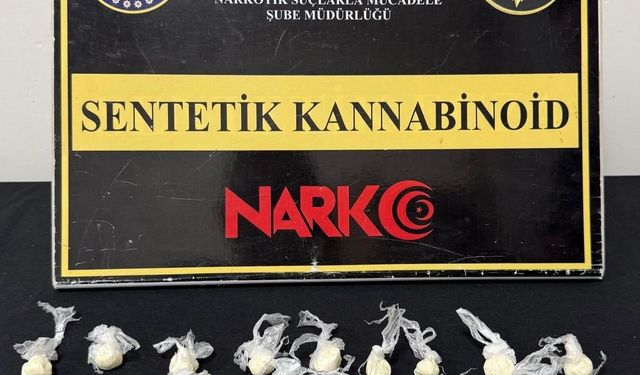 NARKOTİK SUÇLARLA MÜCADELE
ŞUBE MÜDÜRLÜĞÜ
SENTETİK KANNABİNOİD
NARKO